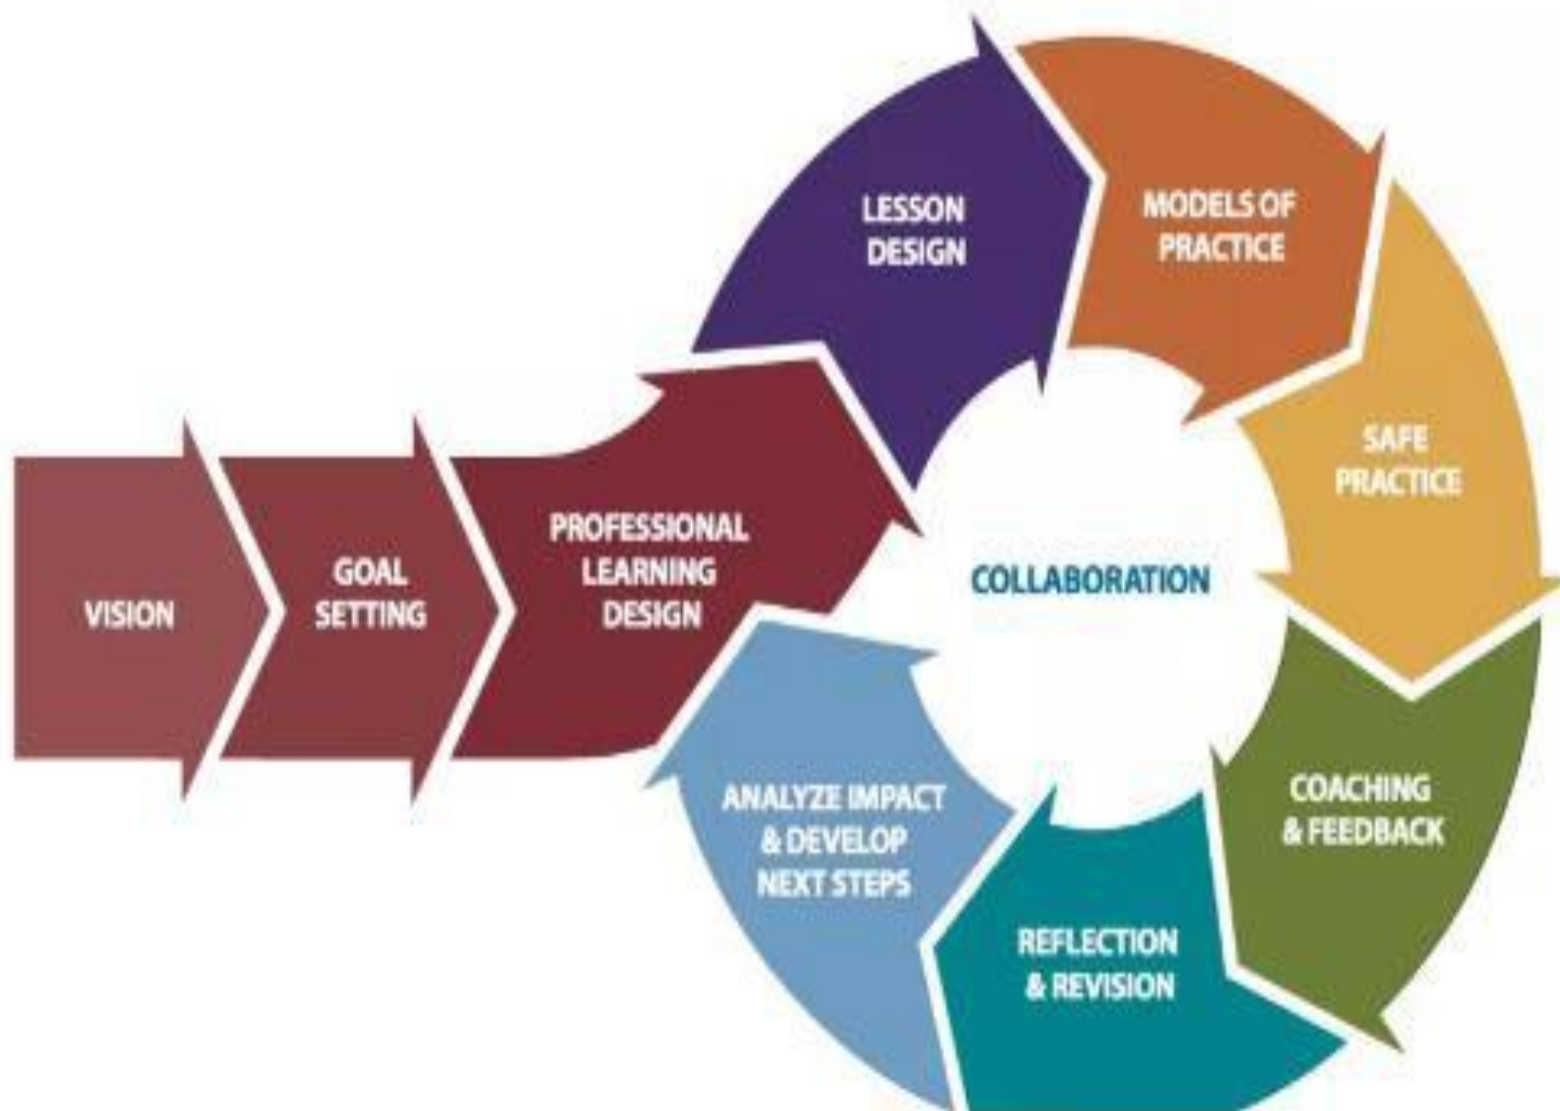 VISION
GOAL
SETTING
PROFESSIONAL
LEARNING
DESIGN
LESSON
DESIGN
MODELS OF
PRACTICE
SAFE
PRACTICE
COACHING
& FEEDBACK
REFLECTION
& REVISION
ANALYZE IMPACT
& DEVELOP
NEXT STEPS
COLLABORATION